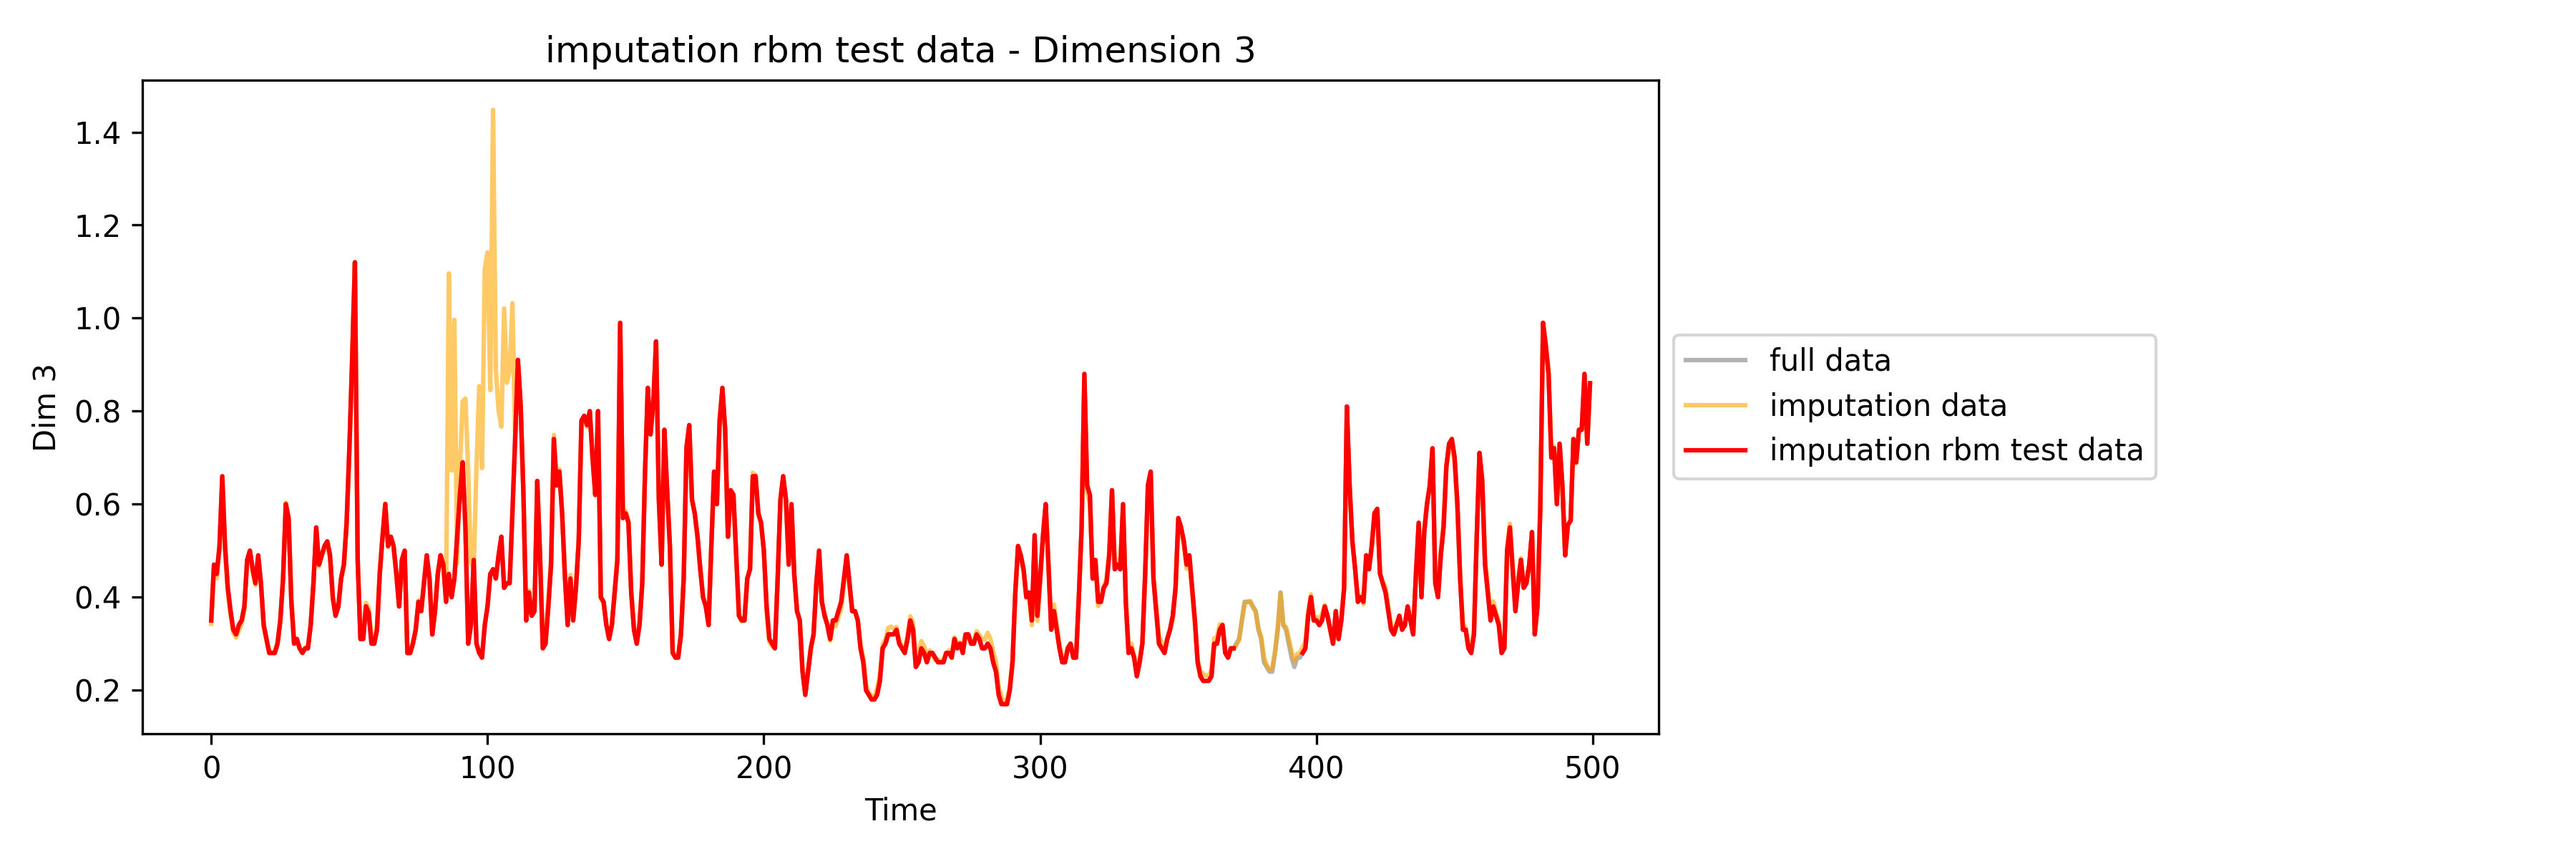 imputation rbm test data - Dimension 3
1.4
1.2
1.0
0.8
0.6
0.4
0.2
Dim 3
0 100 200 300 400 500
Time
full data
imputation data
imputation rbm test data